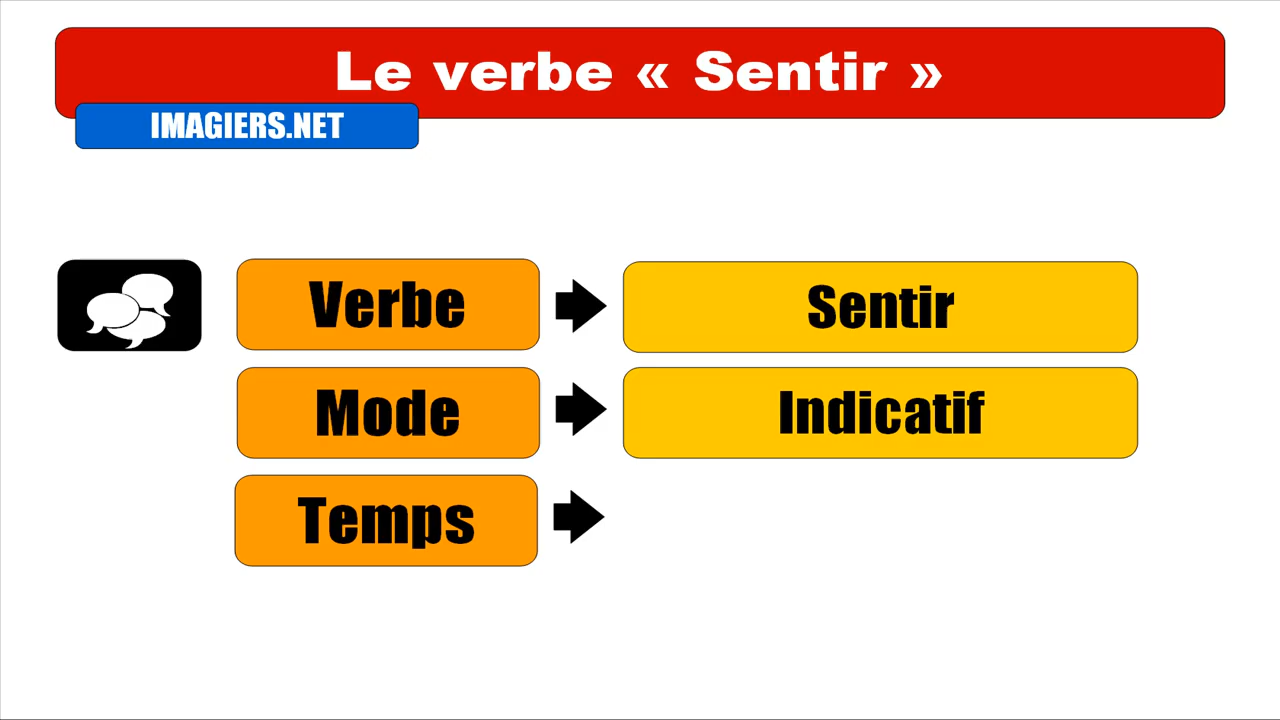 Le verbe « Sentir »
IMAGIERS.NET
Verbe
Sentir
Mode
Indicatif
Temps